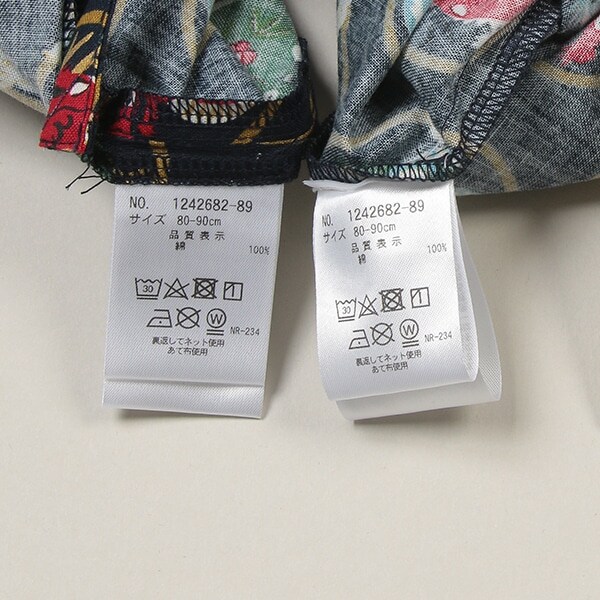 NO. 1242682-89
サイズ 80-90cm
品質表示
綿 100%
30
W
NR-234
裏返してネット使用
あて布使用
NO. 1242682-89
サイズ 80-90cm
品質表示
綿 100%
30
W
NR-234
裏返してネット使用
あて布使用